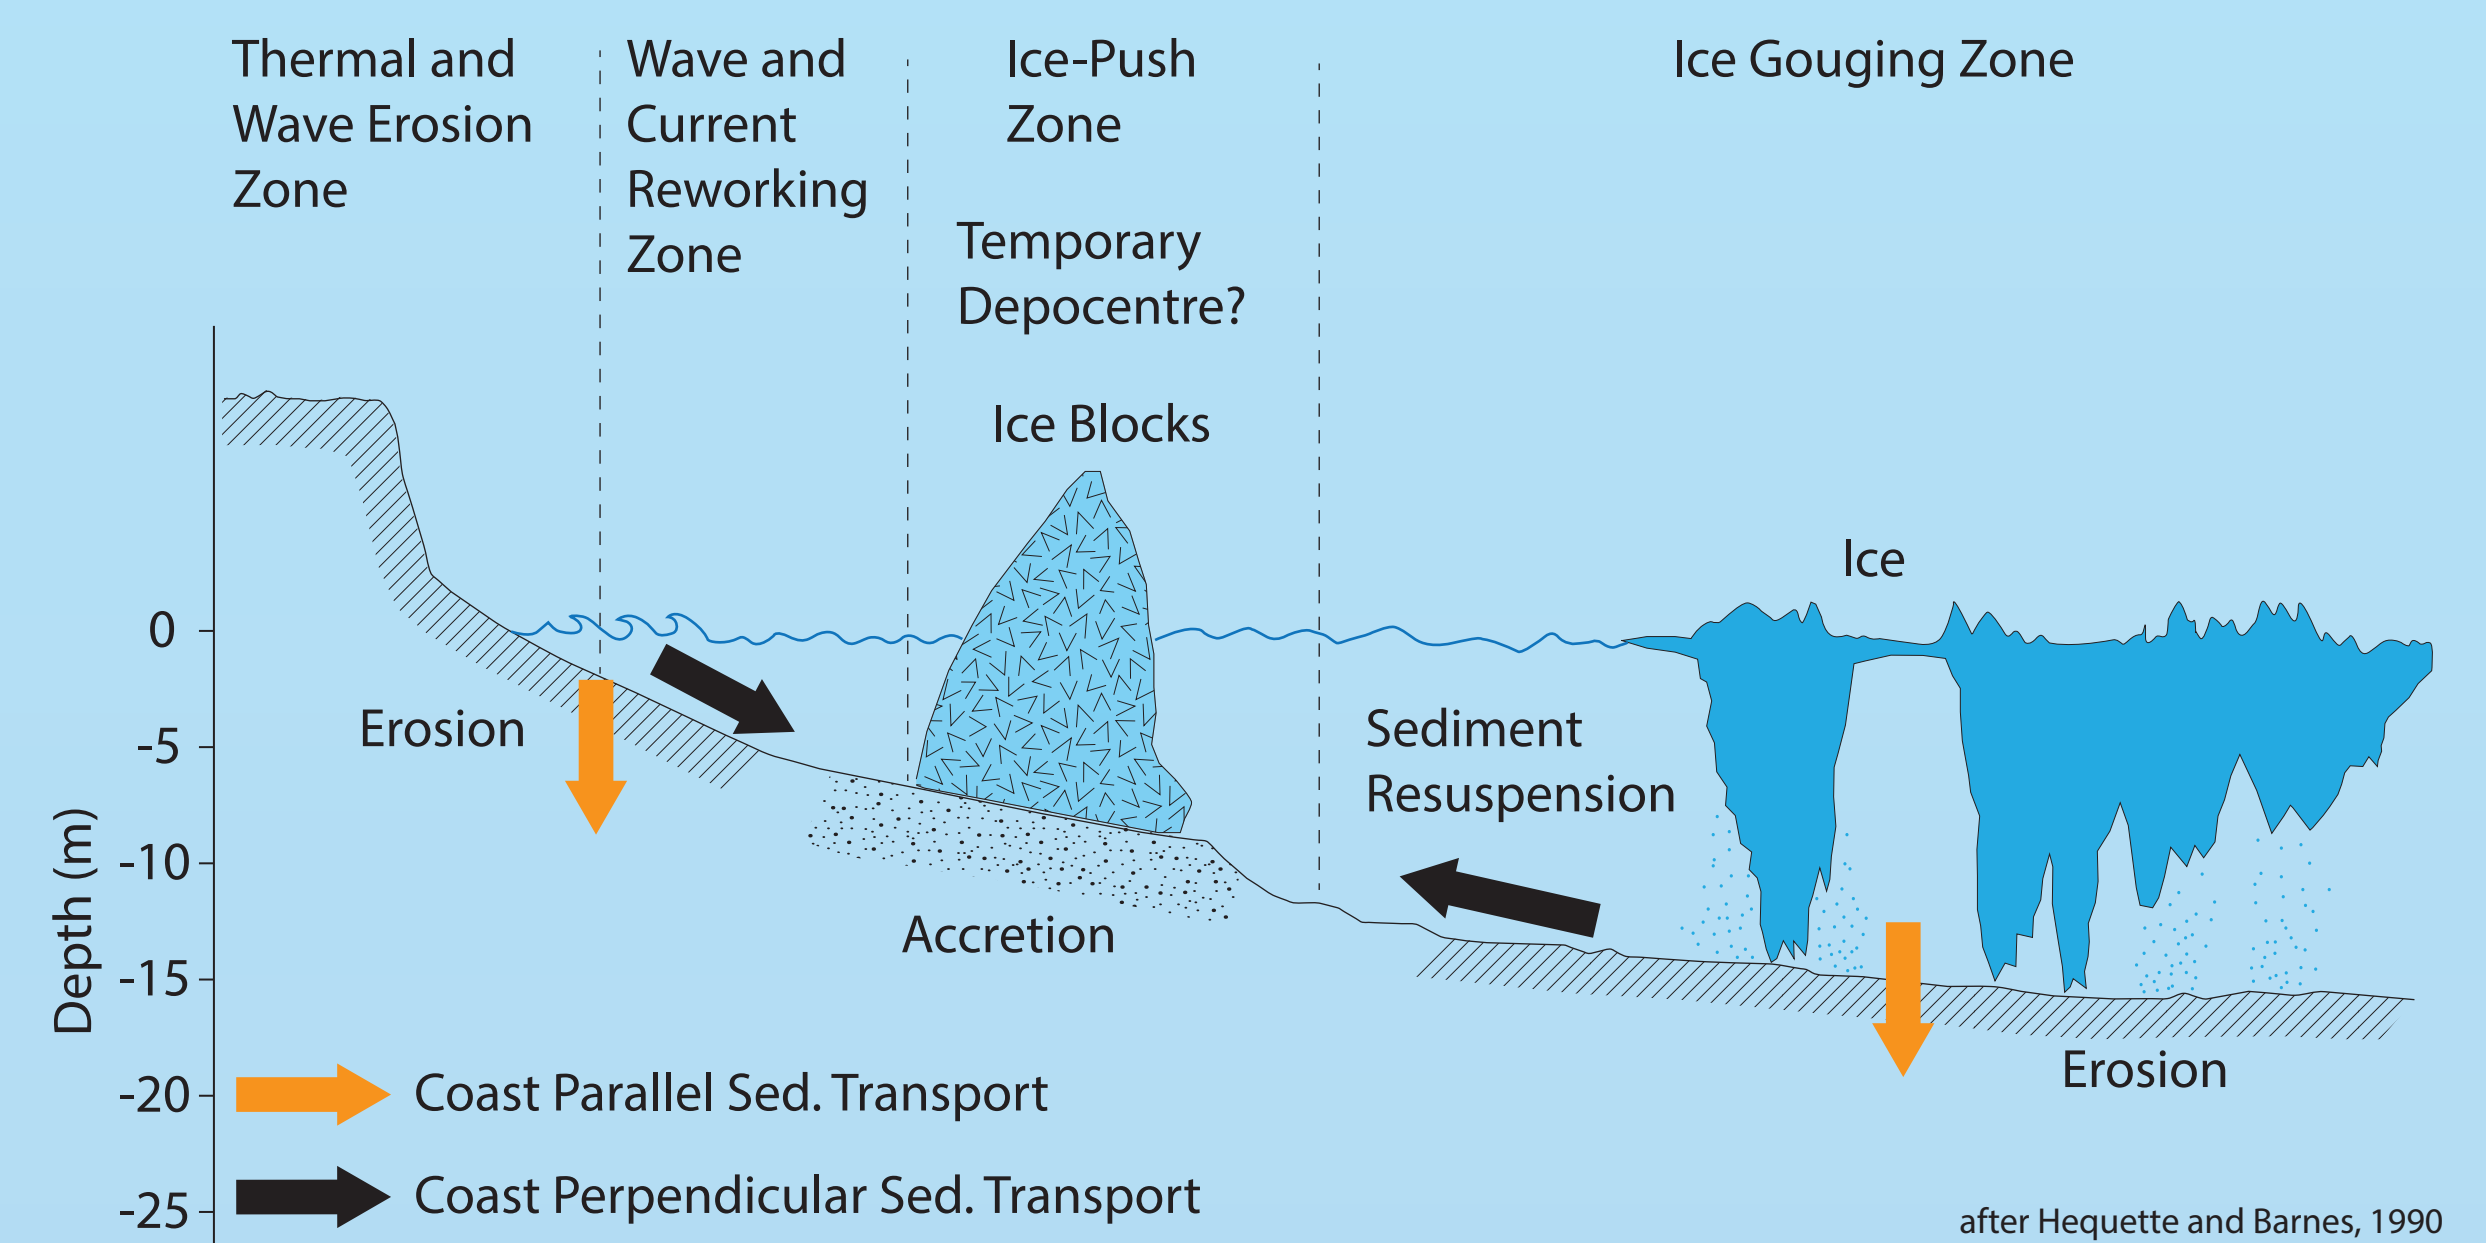 Thermal and
Wave Erosion
Zone
Wave and
Current
Reworking
Zone
Ice-Push
Zone
Temporary
Depocentre?
Ice Blocks
Ice Gouging Zone
Ice
Erosion
Sediment
Resuspension
Accretion
Erosion
Depth (m)
0
-5
-10
-15
-20
-25
Coast Parallel Sed. Transport
Coast Perpendicular Sed. Transport
after Hequette and Barnes, 1990